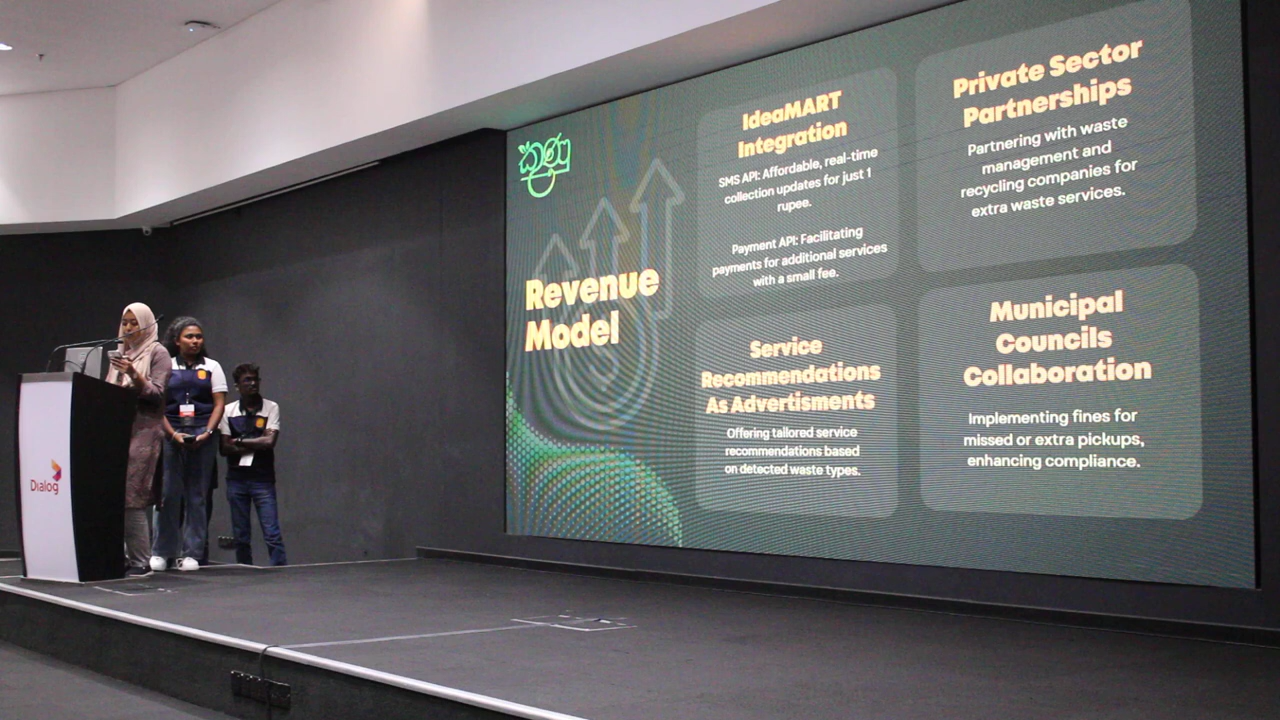 කුණු
Revenue
Model
IdeaMART
Integration
SMS API: Affordable, real-time
collection updates for just 1
rupee.
Payment API: Facilitating
payments for additional services
with a small fee.
Private Sector
Partnerships
Partnering with waste
management and
recycling companies for
extra waste services.
Service
Recommendations
As Advertisments
Offering tailored service
recommendations based
on detected waste types.
Municipal
Councils
Collaboration
Implementing fines for
missed or extra pickups,
enhancing compliance.
Dialog